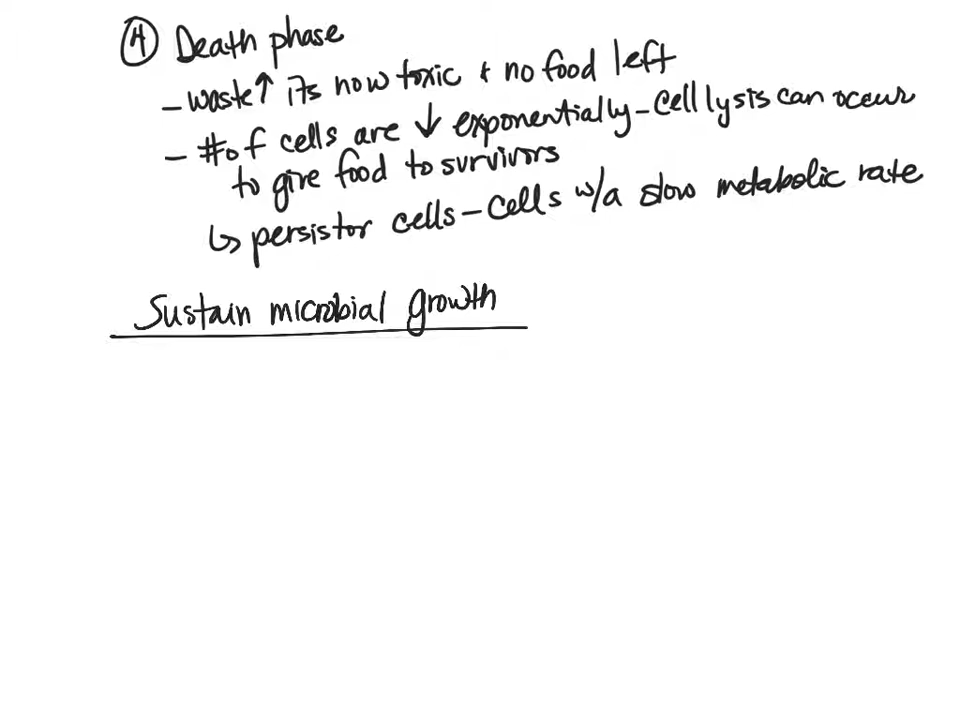 ④ Death phase
- waste↑ its now toxic & no food left
- # of cells are ↓ exponentially - Cell lysis can occur
to give food to survivors
↳ persistor cells - cells w/a slow metabolic rate
Sustain microbial growth